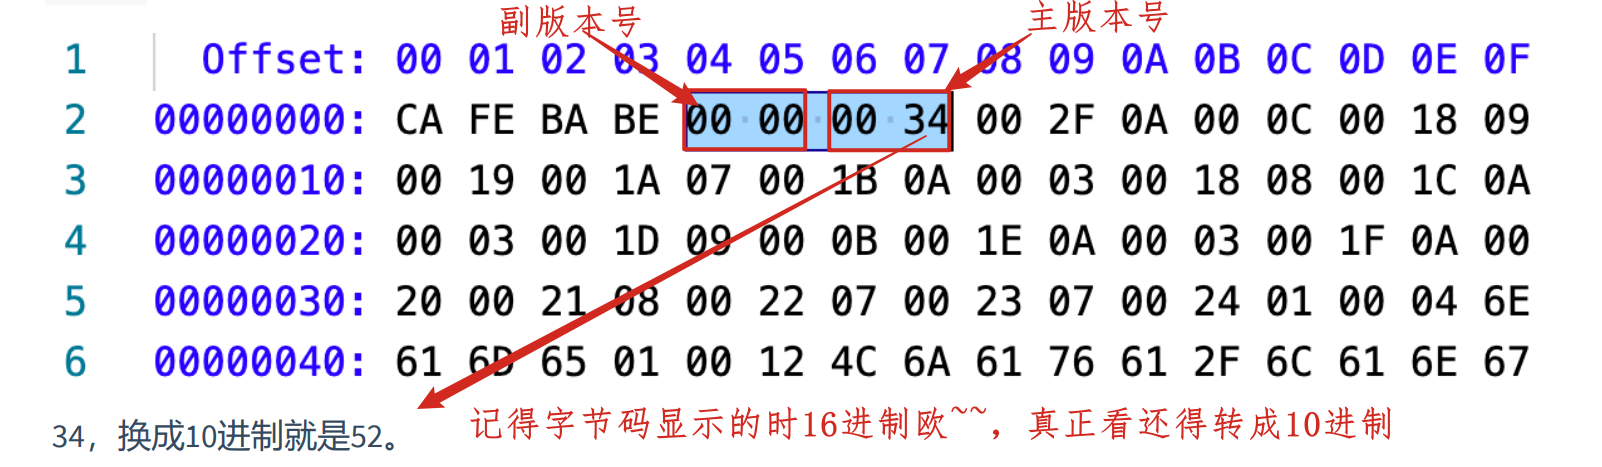 副版本号 主版本号
1 Offset: 00 01 02 03 04 05 06 07 08 09 0A 0B 0C 0D 0E 0F
2 00000000: CA FE BA BE 00 00 00 34 00 2F 0A 00 0C 00 18 09
3 00000010: 00 19 00 1A 07 00 1B 0A 00 03 00 18 08 00 1C 0A
4 00000020: 00 03 00 1D 09 00 0B 00 1E 0A 00 03 00 1F 0A 00
5 00000030: 20 00 21 08 00 22 07 00 23 07 00 24 01 00 04 6E
6 00000040: 61 6D 65 01 00 12 4C 6A 61 76 61 2F 6C 61 6E 67
记得字节码显示的时16进制欧~~，真正看还得转成10进制
34，换成10进制就是52。